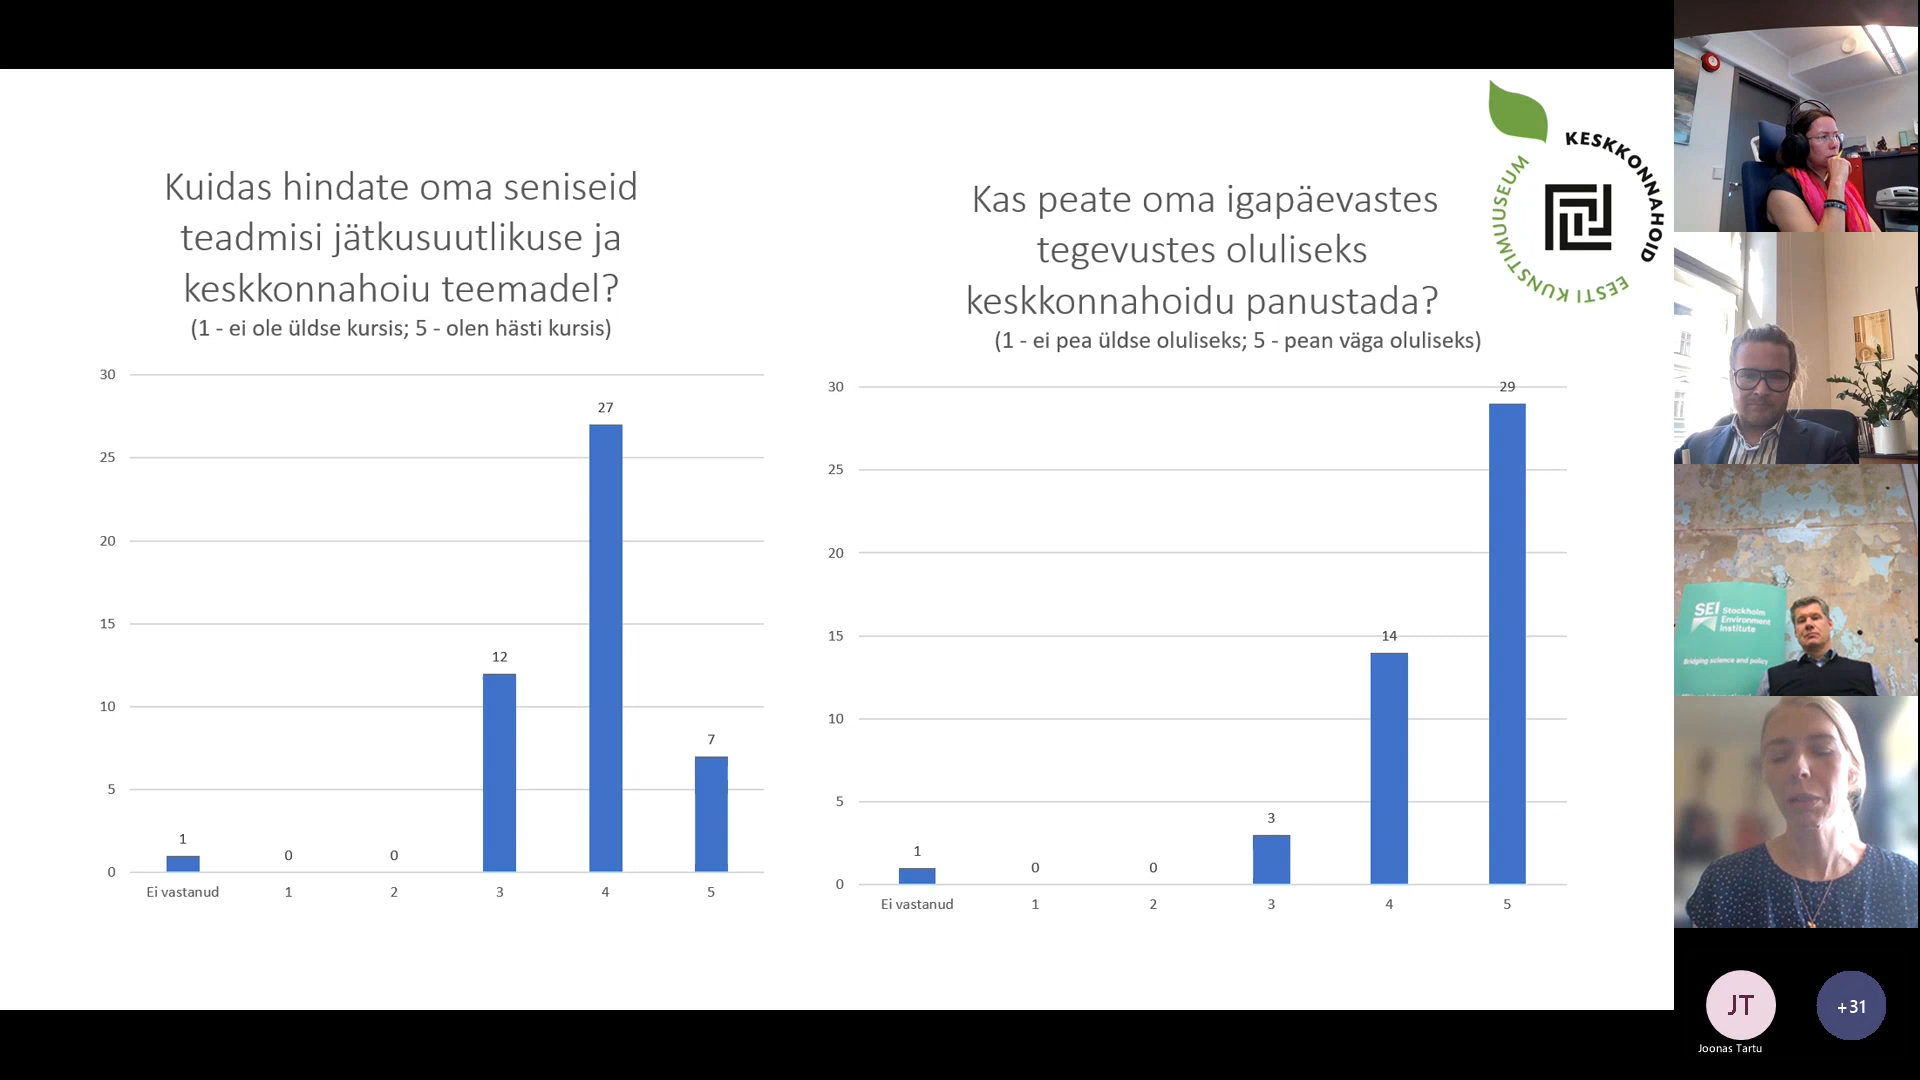 Kuidas hindate oma seniseid
teadmisi jätkusuutlikuse ja
keskkonnahoiu teemadel?
(1 - ei ole üldse kursis; 5 - olen hästi kursis)
30
25
20
15
10
5
0
1
0
0
12
27
7
Ei vastanud
1
2
3
4
5
Kas peate oma igapäevastes
tegevustes oluliseks
keskkonnahoidu panustada?
(1 - ei pea üldse oluliseks; 5 - pean väga oluliseks)
30
25
20
15
10
5
0
1
0
0
3
14
29
Ei vastanud
1
2
3
4
5
KESKKONNAHOID
EESTI KUNSTIMUUSEUM
SEI Stockholm
Environment
Institute
Bridging science and policy
JT
Joonas Tartu
+31